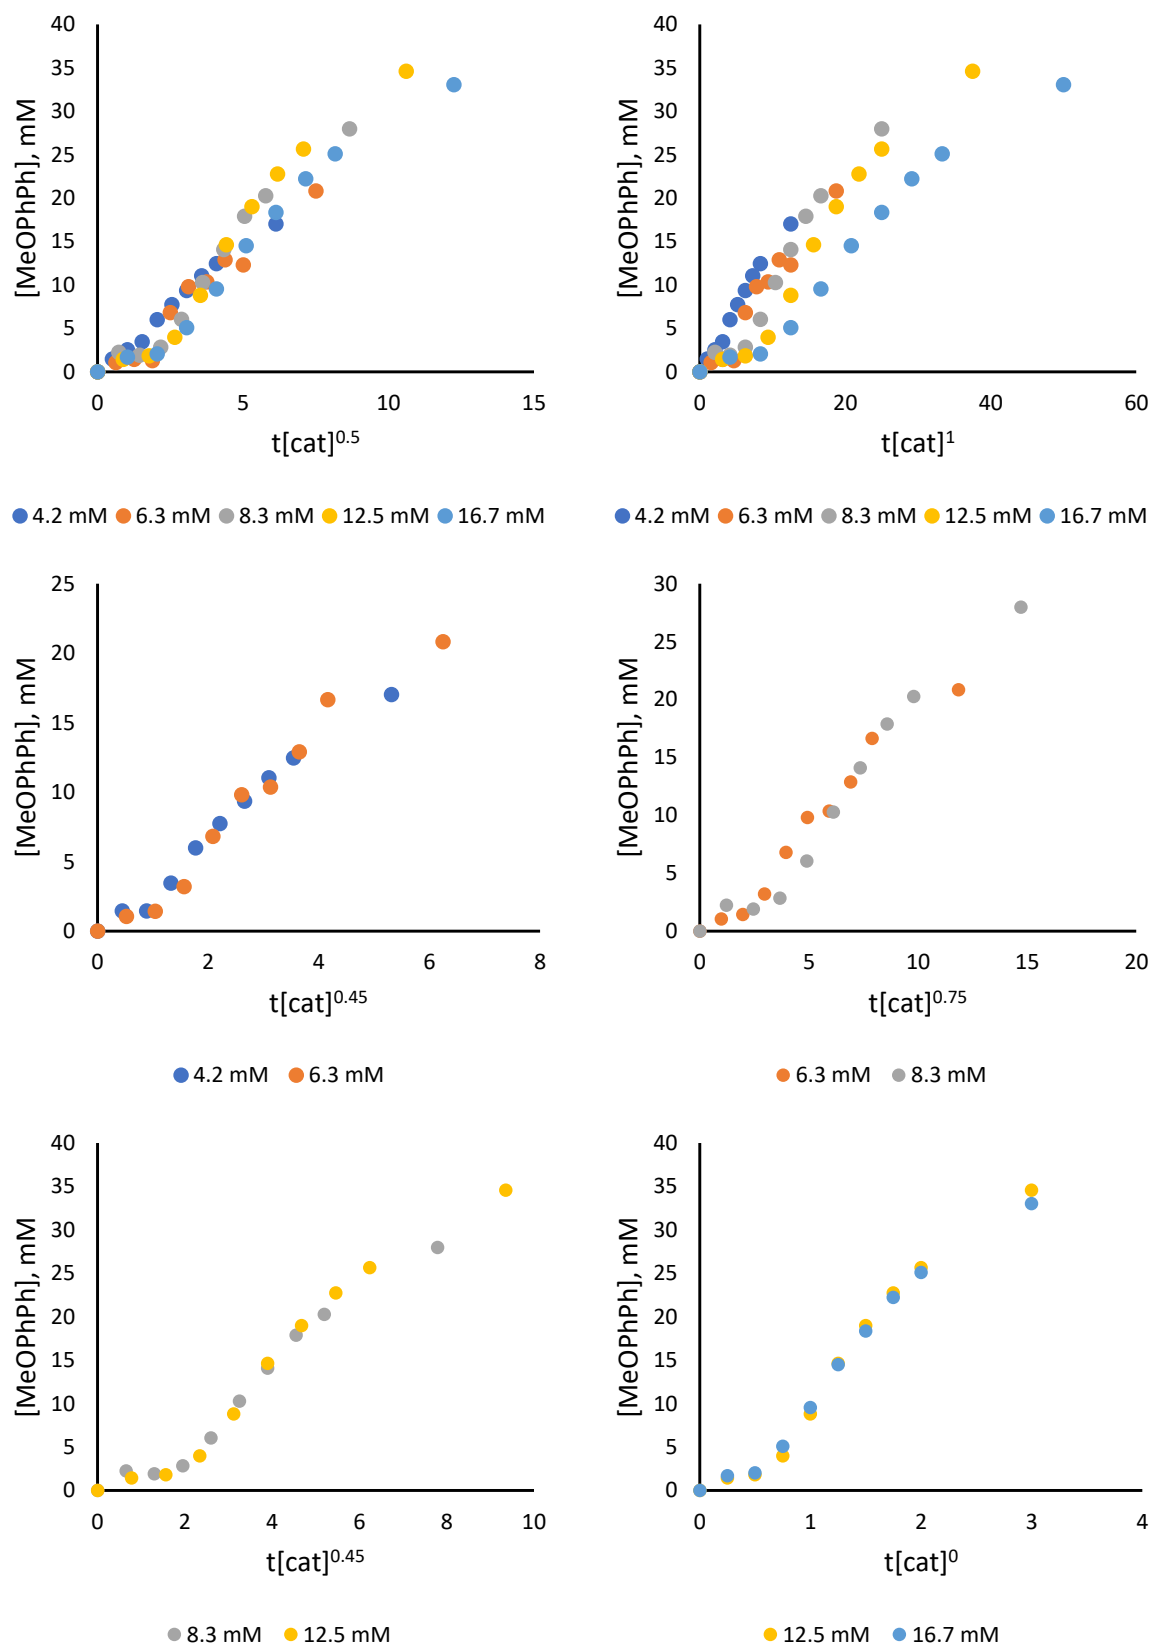 [MeOPhPh], mM
40
35
30
25
20
15
10
5
0
0 5 10 15
t[cat]^0.5
4.2 mM 6.3 mM 8.3 mM 12.5 mM 16.7 mM
[MeOPhPh], mM
40
35
30
25
20
15
10
5
0
0 20 40 60
t[cat]^1
4.2 mM 6.3 mM 8.3 mM 12.5 mM 16.7 mM
[MeOPhPh], mM
25
20
15
10
5
0
0 2 4 6 8
t[cat]^0.45
4.2 mM 6.3 mM
[MeOPhPh], mM
30
25
20
15
10
5
0
0 5 10 15 20
t[cat]^0.75
6.3 mM 8.3 mM
[MeOPhPh], mM
40
35
30
25
20
15
10
5
0
0 2 4 6 8 10
t[cat]^0.45
8.3 mM 12.5 mM
[MeOPhPh], mM
40
35
30
25
20
15
10
5
0
0 1 2 3 4
t[cat]^0
12.5 mM 16.7 mM